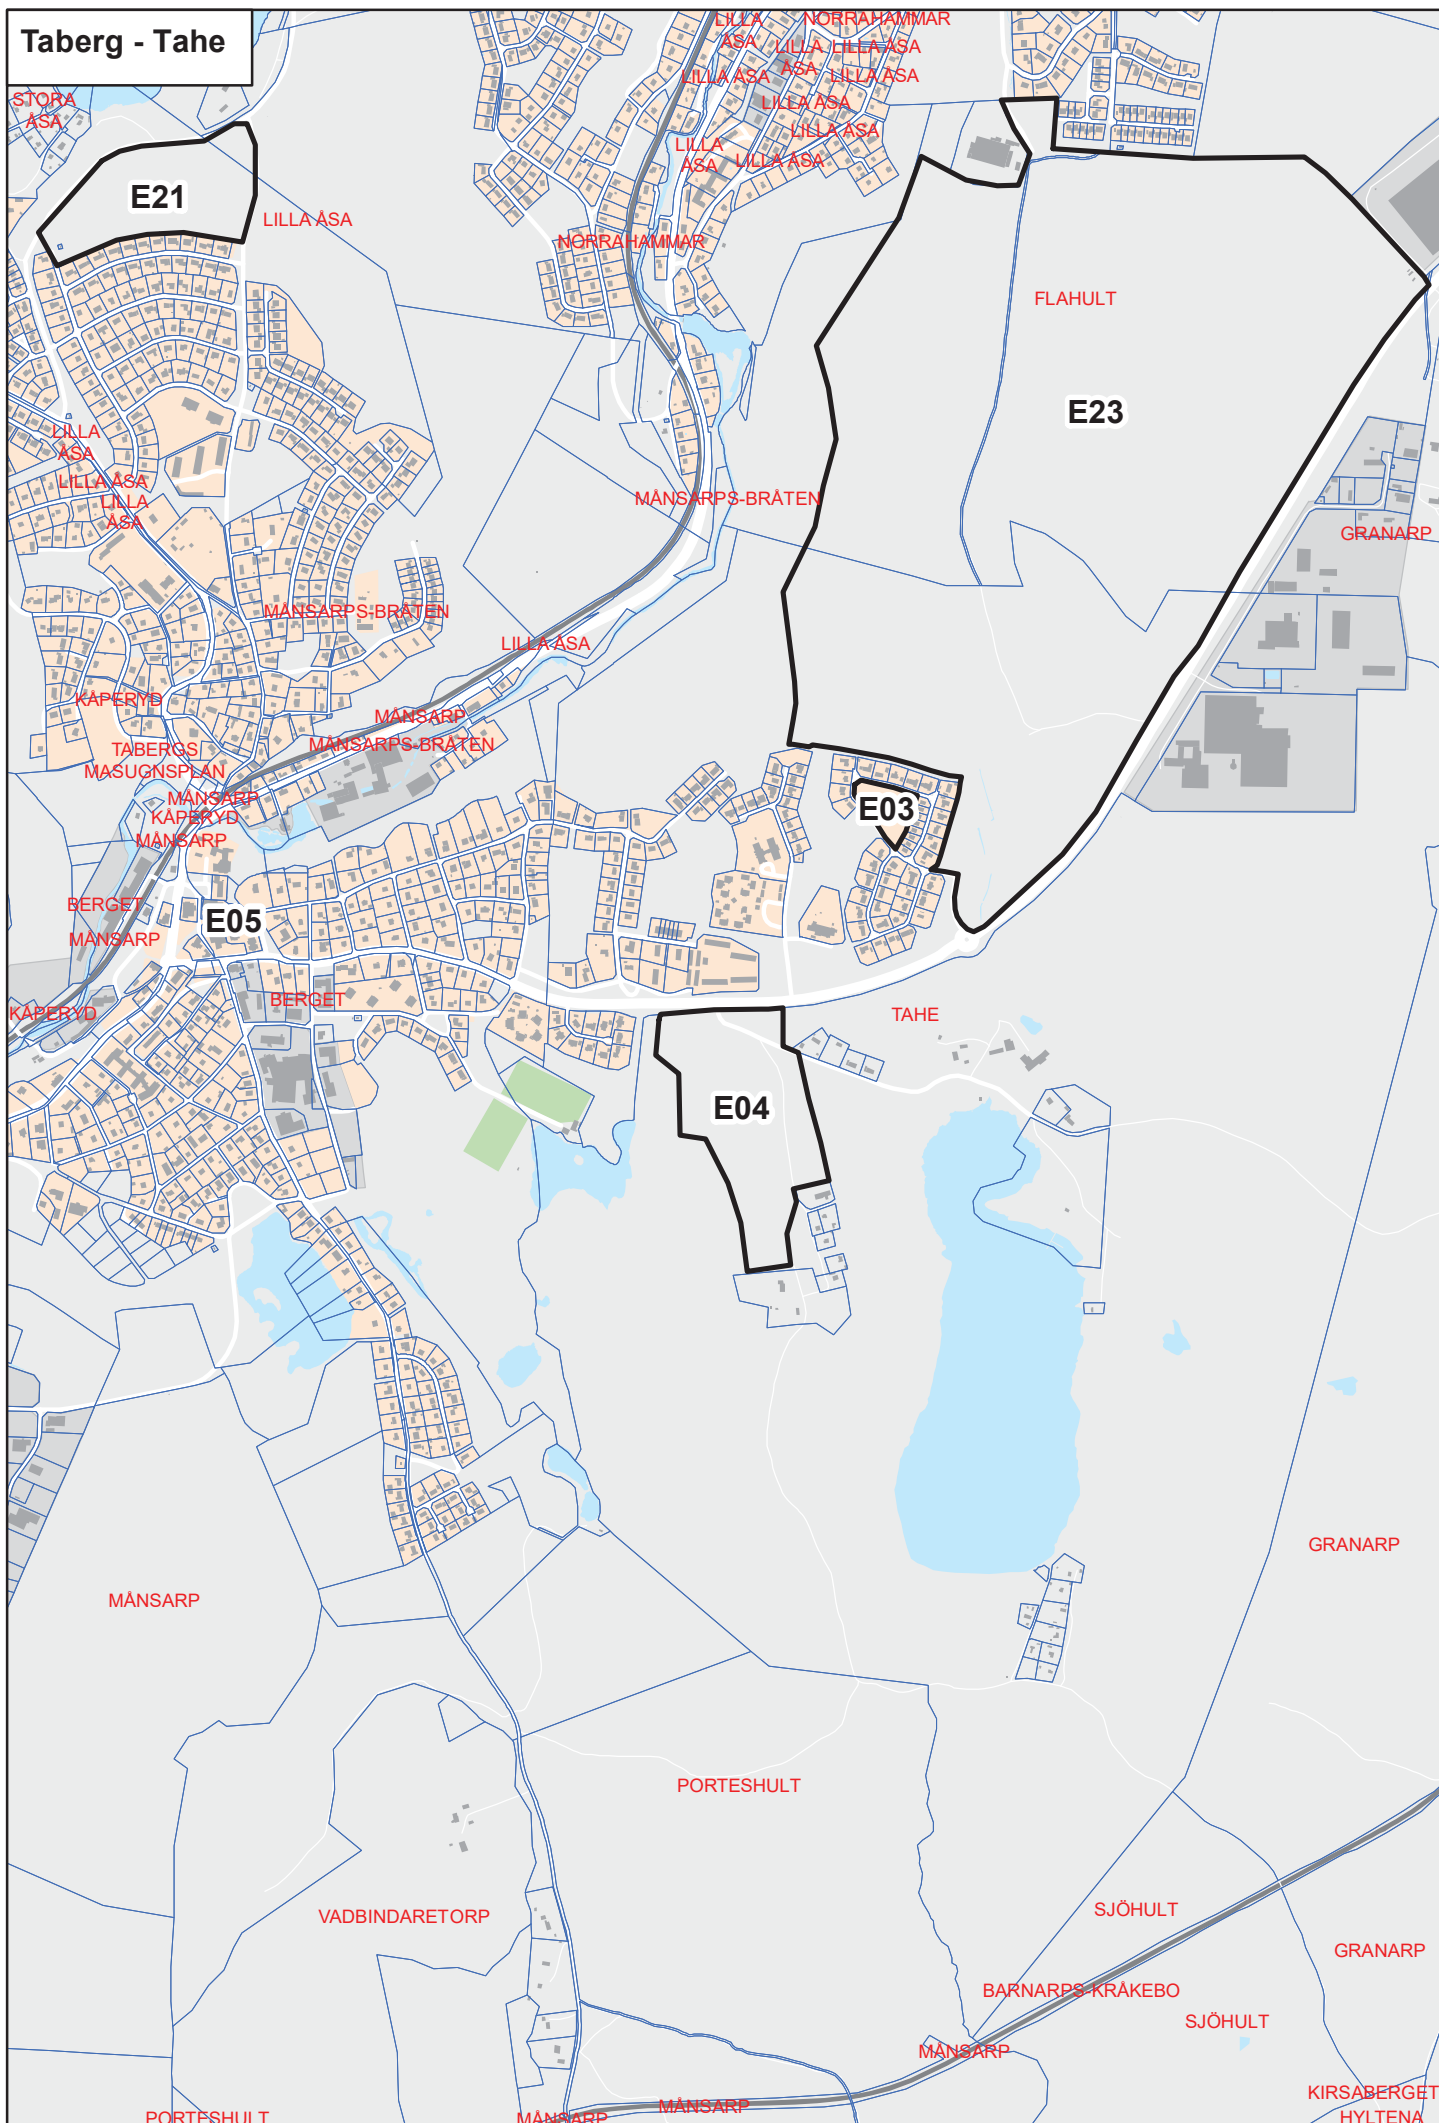 Taberg - Tahe
LILLA
ÅSA
NORRAHAMMAR
LILLA
ÅSA
LILLA ÅSA
LILLA ÅSA
LILLA ÅSA
STORA
ÅSA
LILLA ÅSA
LILLA ÅSA
LILLA
ÅSA
LILLA ÅSA
E21
LILLA ÅSA
NORRAHAMMAR
FLAHULT
E23
LILLA
ÅSA
LILLA ÅSA
LILLA
ÅSA
MÅNSARPS-BRÅTEN
GRANARP
MÅNSARPS-BRÅTEN
LILLA ÅSA
KÅPERYD
MÅNSARP
MÅNSARPS-BRÅTEN
TABERGS
MASUGNSPLAN
MÅNSARP
KÅPERYD
MÅNSARP
E03
BERGET
E05
MÅNSARP
BERGET
KÅPERYD
TAHE
E04
GRANARP
MÅNSARP
PORTESHULT
VADBINDARETORP
SJÖHULT
GRANARP
BARNARPS-KRÅKEBO
SJÖHULT
MÅNSARP
KIRSABERGET
HYLTENA
MÅNSARP
MÅNSARP
PORTESHULT